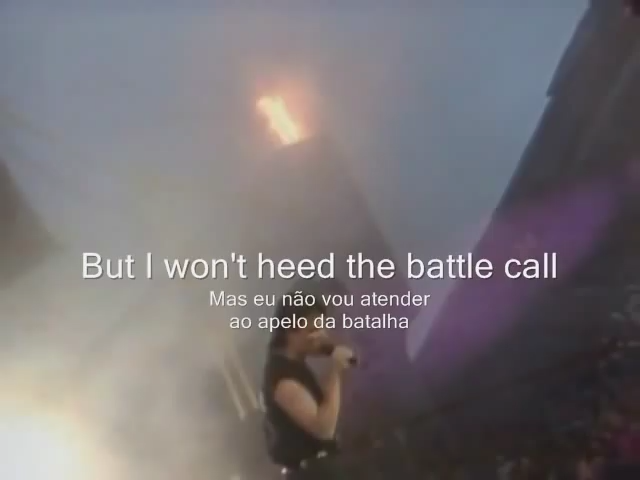 But I won't heed the battle call
Mas eu não vou atender
ao apelo da batalha